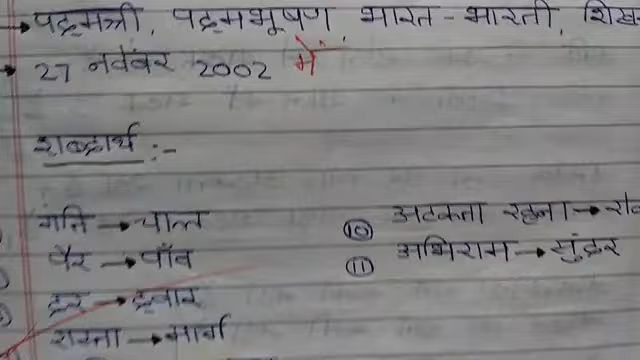 → पद्मश्री, पद्मभूषण, भारत-भारती, शिख
→ 27 नवंबर 2002 में
शब्दार्थ :-
गति → चाल
पैर → पाँव
दर → द्वार
रास्ता → मार्ग
⑩ अटकता रहना → रोक
⑪ अभिराम → सुंदर